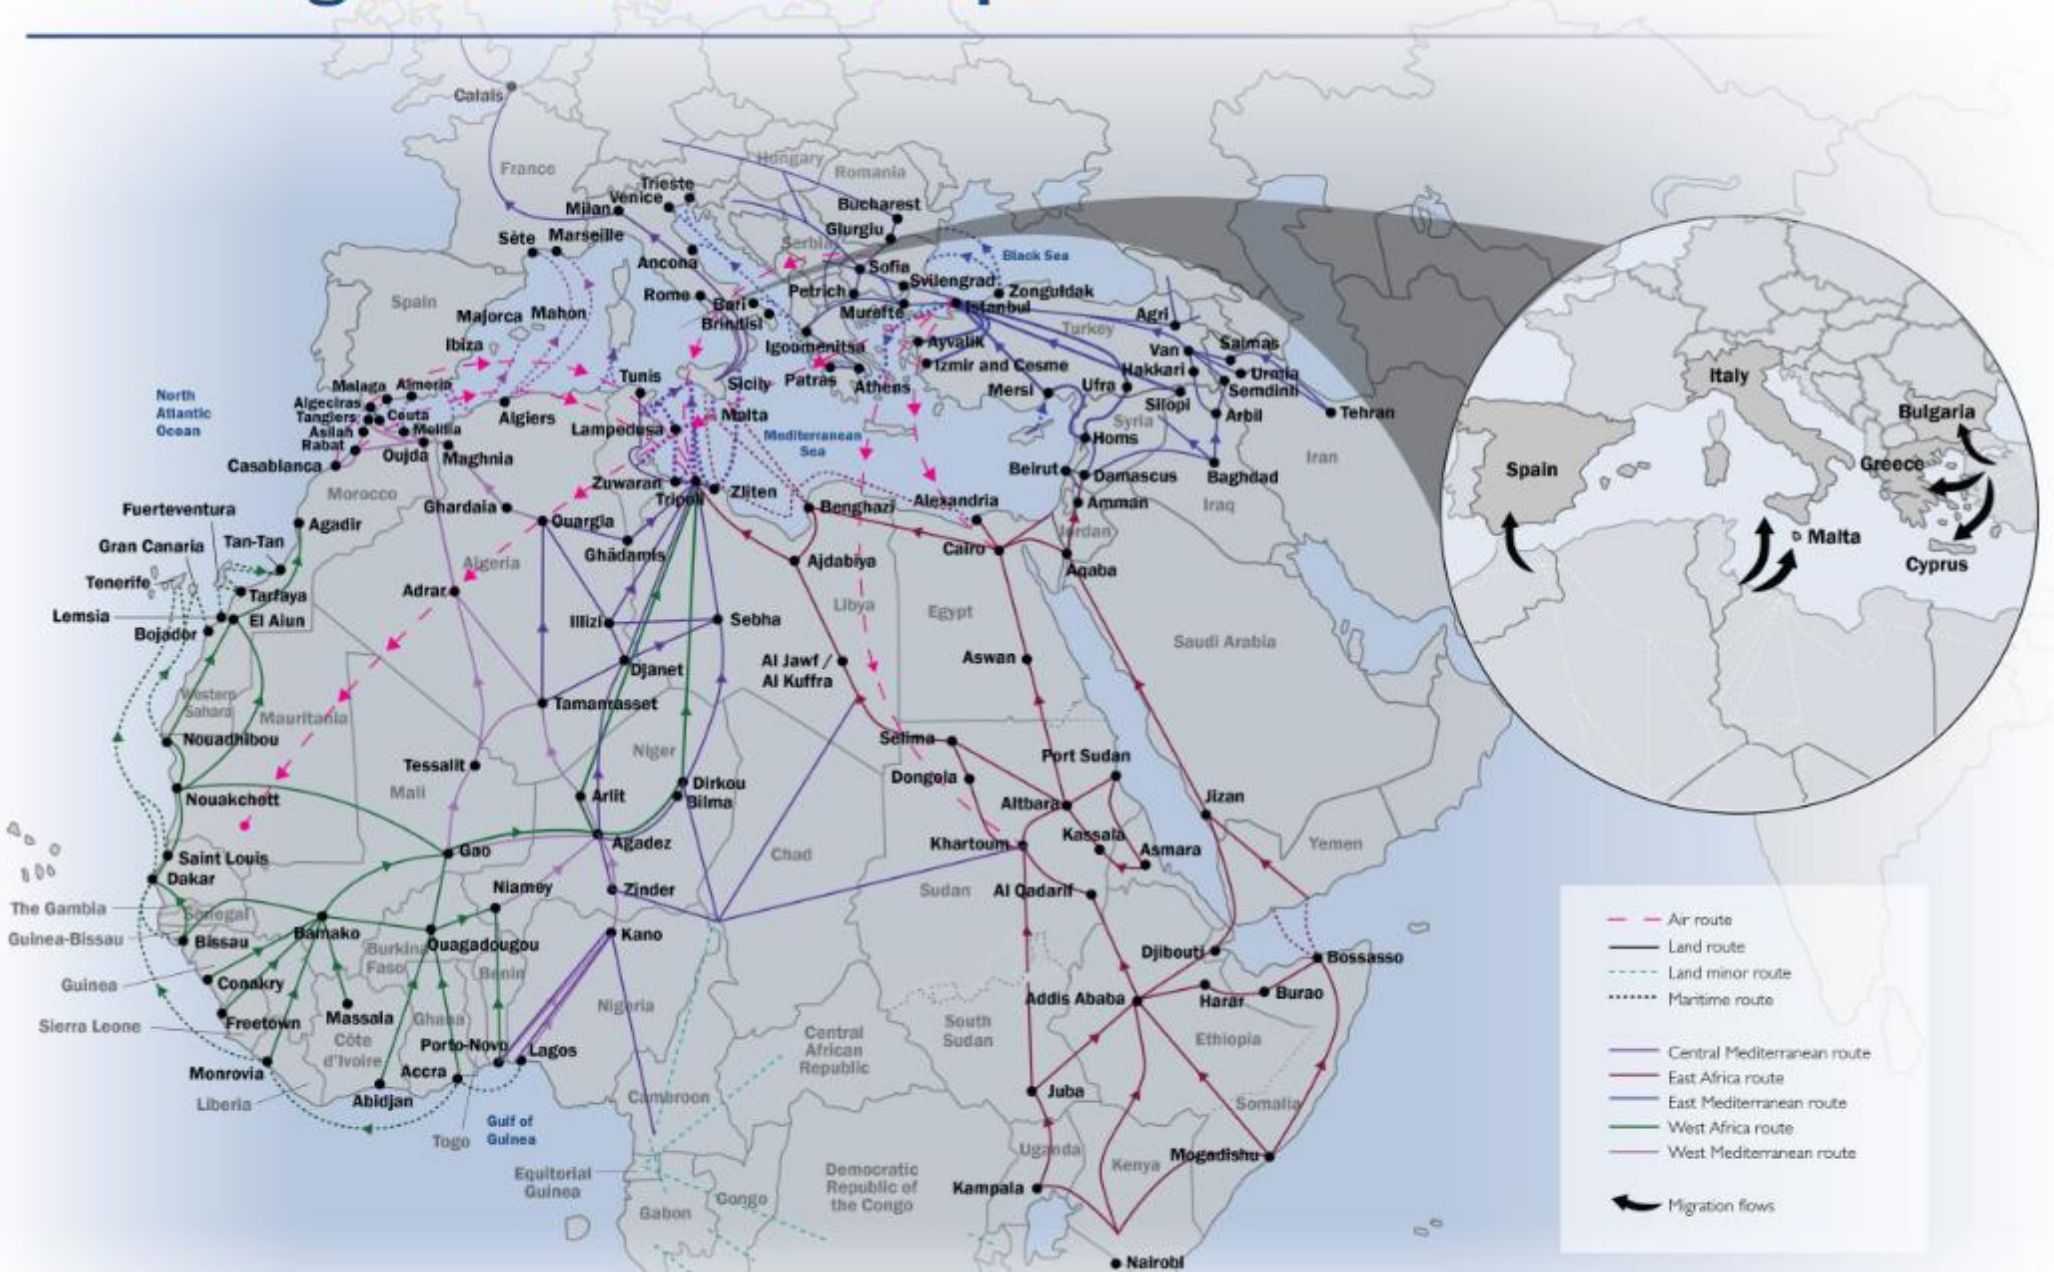 Calais
France
Hungary
Romania
Trieste
Venice
Milan
Bucharest
Giurgiu
Sète
Marseille
Serbia
Black Sea
Ancona
Sofia
Svilengrad
Spain
Rome
Bari
Petrich
Zonguldak
Majorca
Mahon
Brindisi
Murefte
Istanbul
Agri
Turkey
Ibiza
Igoomenitsa
Ayvalik
Van
Salmas
Izmir and Cesme
Hakkari
Urmia
Tunis
Sicily
Patras
Athens
Mersi
Ufra
Semdinli
Malaga
Almeria
North
Atlantic
Ocean
Algeciras
Tangiers
Ceuta
Algiers
Malta
Silopi
Arbil
Tehran
Asilah
Melilla
Lampedusa
Mediterranean
Sea
Syria
Rabat
Oujda
Maghnia
Homs
Casablanca
Beirut
Damascus
Baghdad
Iran
Morocco
Zuwaran
Tripoli
Zliten
Fuerteventura
Ghardaia
Benghazi
Alexandria
Amman
Iraq
Agadir
Ouargla
Jordan
Gran Canaria
Tan-Tan
Ghādamis
Cairo
Algeria
Ajdabiya
Aqaba
Tenerife
Tarfaya
Adrar
Libya
Egypt
Lemsia
El Aiun
Illizi
Sebha
Bojador
Saudi Arabia
Djanet
Al Jawf /
Al Kuffra
Aswan
Western
Sahara
Mauritania
Tamanrasset
Nouadhibou
Selima
Niger
Port Sudan
Tessalit
Dongola
Mali
Dirkou
Bilma
Nouakchott
Arlit
Altbara
Jizan
Kassala
Agadez
Khartoum
Asmara
Yemen
Gao
Chad
Saint Louis
Dakar
Niamey
Zinder
Sudan
Al Qadarif
The Gambia
Senegal
Bamako
Kano
Guinea-Bissau
Bissau
Burkina
Faso
Ouagadougou
Djibouti
Bossasso
Benin
Guinea
Conakry
Addis Ababa
Harar
Burao
Nigeria
Sierra Leone
Freetown
Massala
Ghana
South
Sudan
Ethiopia
Côte
d'Ivoire
Porto-Novo
Lagos
Central
African
Republic
Monrovia
Accra
Juba
Liberia
Abidjan
Cameroon
Somalia
Togo
Gulf of
Guinea
Uganda
Kenya
Mogadishu
Equitorial
Guinea
Democratic
Republic of
the Congo
Kampala
Gabon
Congo
Nairobi
Italy
Bulgaria
Spain
Greece
Malta
Cyprus
Air route
Land route
Land minor route
Maritime route
Central Mediterranean route
East Africa route
East Mediterranean route
West Africa route
West Mediterranean route
Migration flows